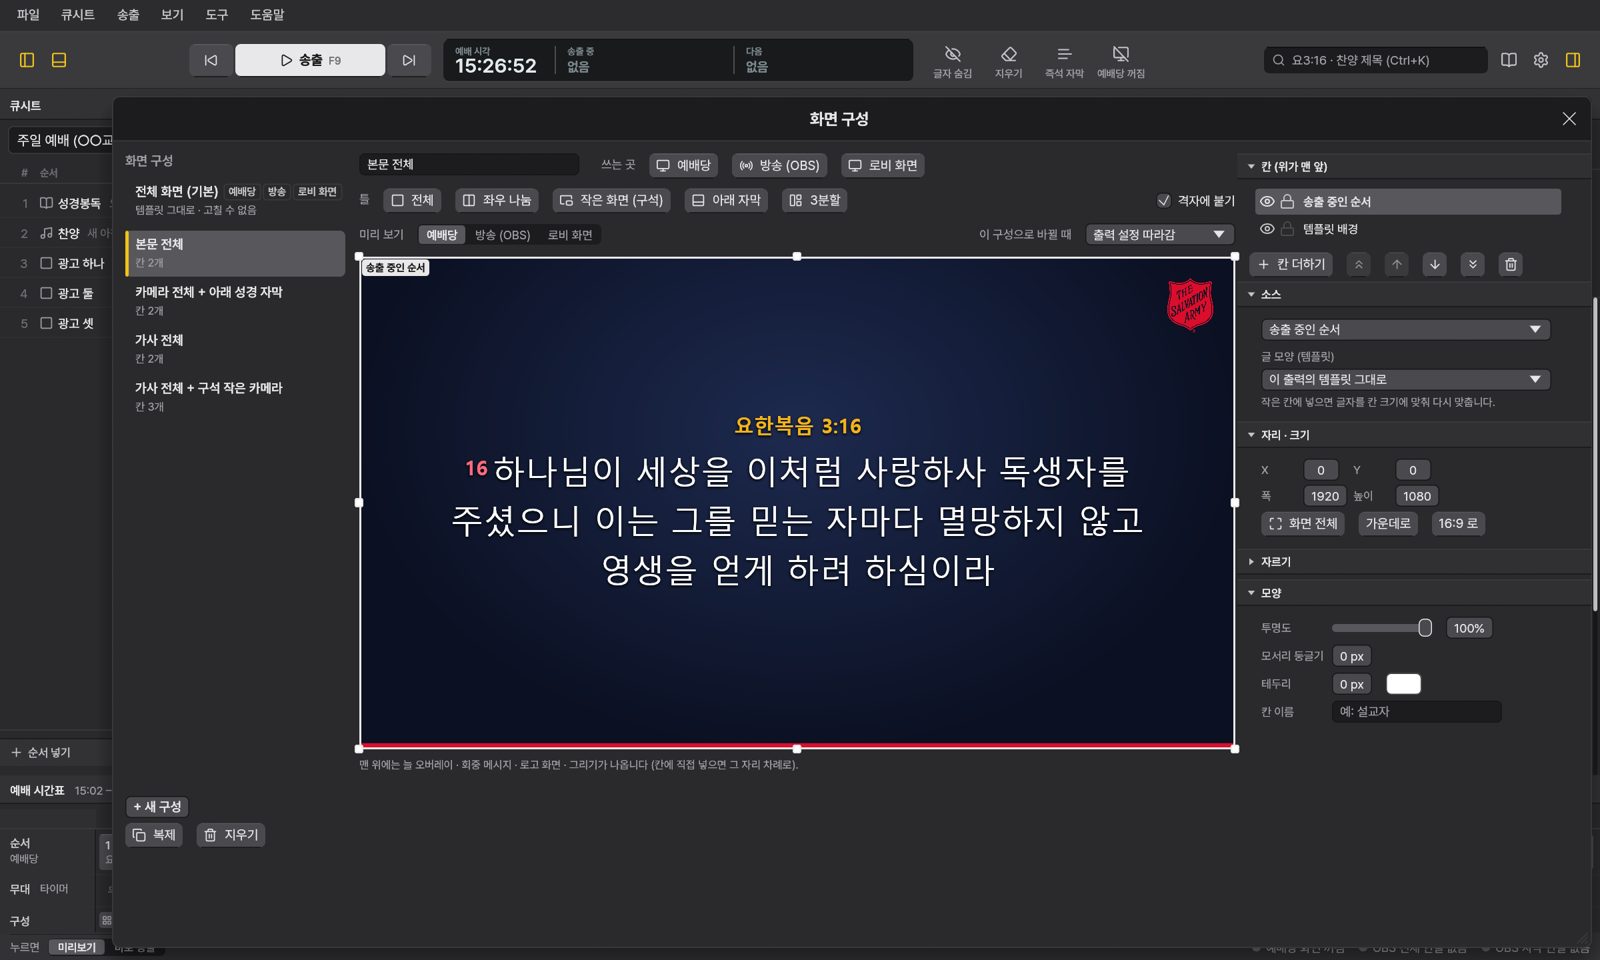 파일 큐시트 송출 보기 도구 도움말
송출 F9
예배 시각
15:26:52
송출 중
없음
다음
없음
글자 숨김 지우기 즉석 자막 예배당 꺼짐
요3:16 · 찬양 제목 (Ctrl+K)
큐시트
주일 예배 (〇〇교
# 순서
1 성경봉독
2 찬양 새
3 광고 하나
4 광고 둘
5 광고 셋
+ 순서 넣기
예배 시간표 15:02 –
순서
예배당
1
무대 타이머
구성
누르면 미리보기
화면 구성
화면 구성
전체 화면 (기본) 예배당 방송 로비 화면
템플릿 그대로 · 고칠 수 없음
본문 전체
칸 2개
카메라 전체 + 아래 성경 자막
칸 2개
가사 전체
칸 2개
가사 전체 + 구석 작은 카메라
칸 3개
+ 새 구성
복제 지우기
본문 전체 쓰는 곳 예배당 방송 (OBS) 로비 화면
틀 전체 좌우 나눔 작은 화면 (구석) 아래 자막 3분할 격자에 붙기
미리 보기 예배당 방송 (OBS) 로비 화면 이 구성으로 바뀔 때 출력 설정 따라감
송출 중인 순서
THE
SALVATION
ARMY
요한복음 3:16
16 하나님이 세상을 이처럼 사랑하사 독생자를
주셨으니 이는 그를 믿는 자마다 멸망하지 않고
영생을 얻게 하려 하심이라
맨 위에는 늘 오버레이 · 회중 메시지 · 로고 화면 · 그리기가 나옵니다 (칸에 직접 넣으면 그 자리 차례로).
칸 (위가 맨 앞)
송출 중인 순서
템플릿 배경
+ 칸 더하기
소스
송출 중인 순서
글 모양 (템플릿)
이 출력의 템플릿 그대로
작은 칸에 넣으면 글자를 칸 크기에 맞춰 다시 맞춥니다.
자리 · 크기
X 0 Y 0
폭 1920 높이 1080
화면 전체 가운데로 16:9 로
자르기
모양
투명도 100%
모서리 둥글기 0 px
테두리 0 px
칸 이름 예: 설교자